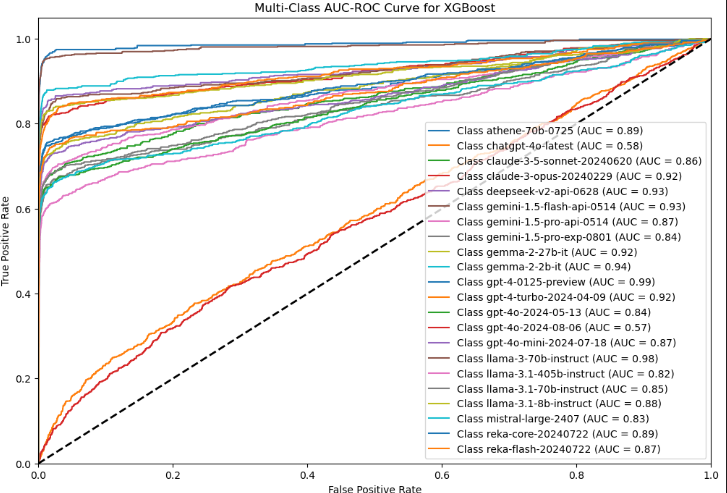 Multi-Class AUC-ROC Curve for XGBoost
1.0
0.8
0.6
0.4
0.2
0.0
True Positive Rate
Class athene-70b-0725 (AUC = 0.89)
Class chatgpt-4o-latest (AUC = 0.58)
Class claude-3-5-sonnet-20240620 (AUC = 0.86)
Class claude-3-opus-20240229 (AUC = 0.92)
Class deepseek-v2-api-0628 (AUC = 0.93)
Class gemini-1.5-flash-api-0514 (AUC = 0.93)
Class gemini-1.5-pro-api-0514 (AUC = 0.87)
Class gemini-1.5-pro-exp-0801 (AUC = 0.84)
Class gemma-2-27b-it (AUC = 0.92)
Class gemma-2-2b-it (AUC = 0.94)
Class gpt-4-0125-preview (AUC = 0.99)
Class gpt-4-turbo-2024-04-09 (AUC = 0.92)
Class gpt-4o-2024-05-13 (AUC = 0.84)
Class gpt-4o-2024-08-06 (AUC = 0.57)
Class gpt-4o-mini-2024-07-18 (AUC = 0.87)
Class llama-3-70b-instruct (AUC = 0.98)
Class llama-3.1-405b-instruct (AUC = 0.82)
Class llama-3.1-70b-instruct (AUC = 0.85)
Class llama-3.1-8b-instruct (AUC = 0.88)
Class mistral-large-2407 (AUC = 0.83)
Class reka-core-20240722 (AUC = 0.89)
Class reka-flash-20240722 (AUC = 0.87)
0.0 0.2 0.4 0.6 0.8 1.0
False Positive Rate